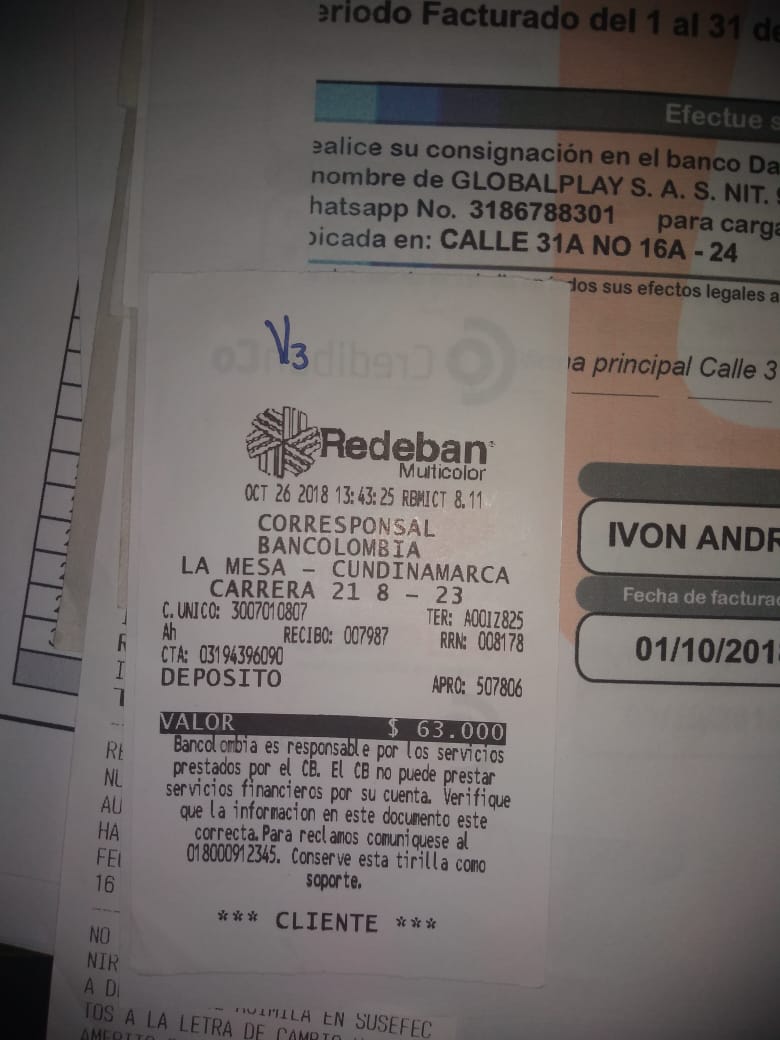 eriodo Facturado del 1 al 31 de
Efectue s
ealice su consignación en el banco Da
nombre de GLOBALPLAY S. A. S. NIT. 9
hatsapp No. 3186788301 para carga
bicada en: CALLE 31A NO 16A - 24
dos sus efectos legales a
a principal Calle 3
IVON ANDR
Fecha de facturac
01/10/2018
V3
CredibanCo
Redeban
Multicolor
OCT 26 2018 13:43:25 RBMICT 8.11
CORRESPONSAL
BANCOLOMBIA
LA MESA - CUNDINAMARCA
CARRERA 21 8 - 23
C.UNICO: 3007010807 TER: A00IZ825
Ah RECIBO: 007987 RRN: 008178
CTA: 03194396090
DEPOSITO APRO: 507806
VALOR $ 63.000
Bancolombia es responsable por los servicios
prestados por el CB. El CB no puede prestar
servicios financieros por su cuenta. Verifique
que la informacion en este documento este
correcta.Para reclamos comuniquese al
018000912345. Conserve esta tirilla como
soporte.
*** CLIENTE ***
RE
NU
AU
HA
FE
16
NO
NIR
A D
EN SUSEFEC
TOS A LA LETRA DE CAMBIO